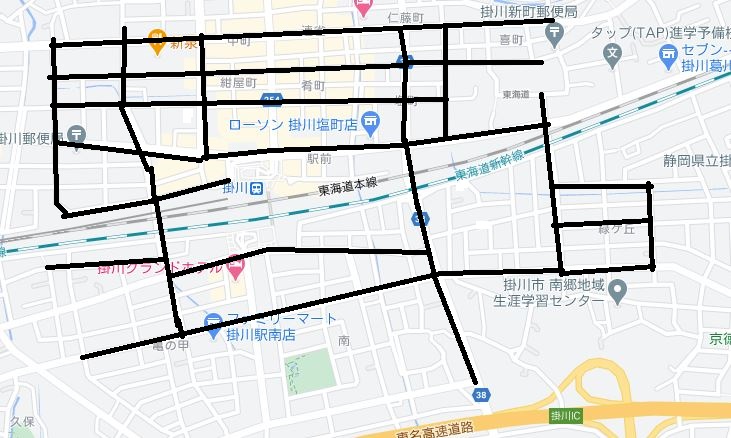 仁藤町
掛川新町郵便局
喜町
タップ(TAP)進学予備校
中町
新泉
セブン-
掛川葛川
紺屋町
肴町
東海道
ローソン 掛川塩町店
掛川郵便局
駅前
静岡県立掛
東海道新幹線
掛川
東海道本線
緑ケ丘
掛川グランドホテル
掛川市 南郷地域
生涯学習センター
ファミリーマート
掛川駅南店
亀の甲
南
京徳
38
掛川IC
久保
東名高速道路